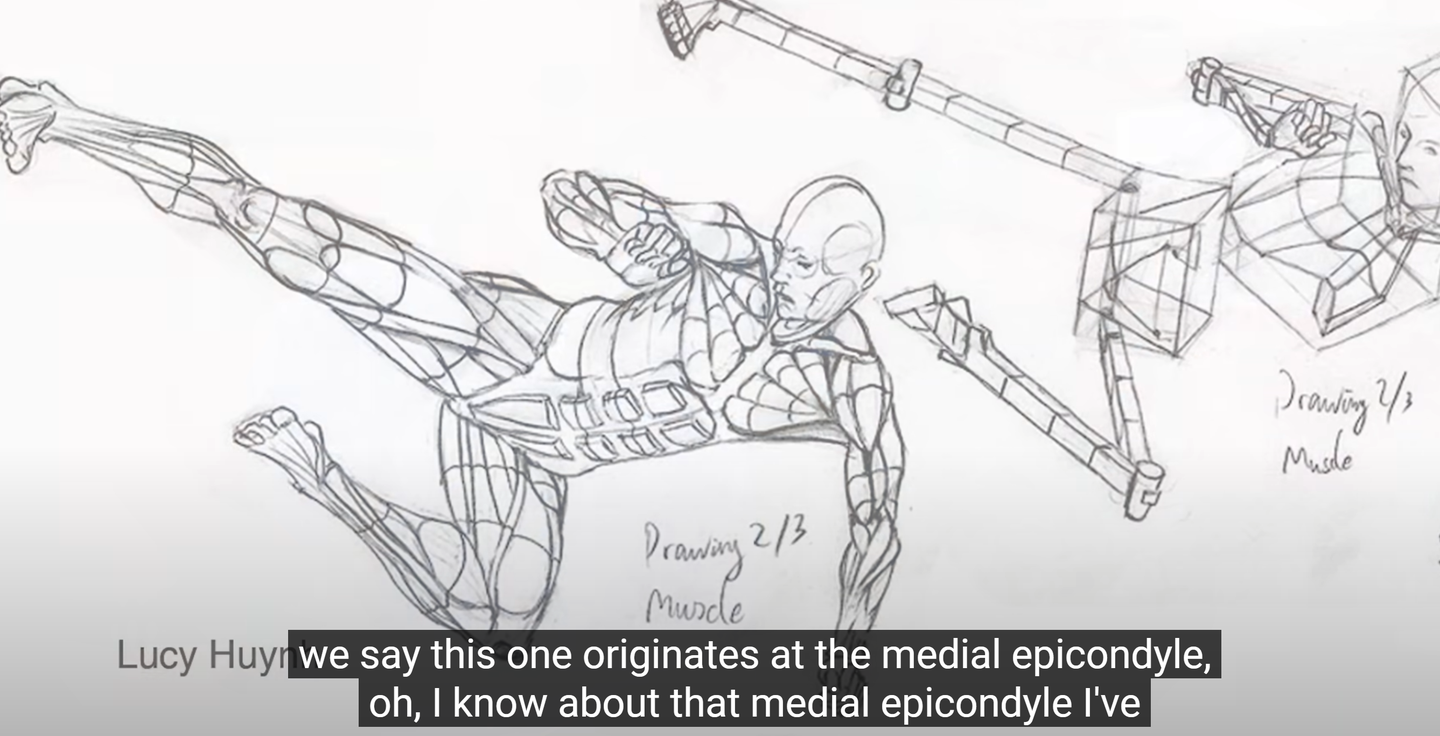 Drawing 2/3
Muscle
Drawing 2/3
Muscle
Lucy Huyn
we say this one originates at the medial epicondyle,
oh, I know about that medial epicondyle I've